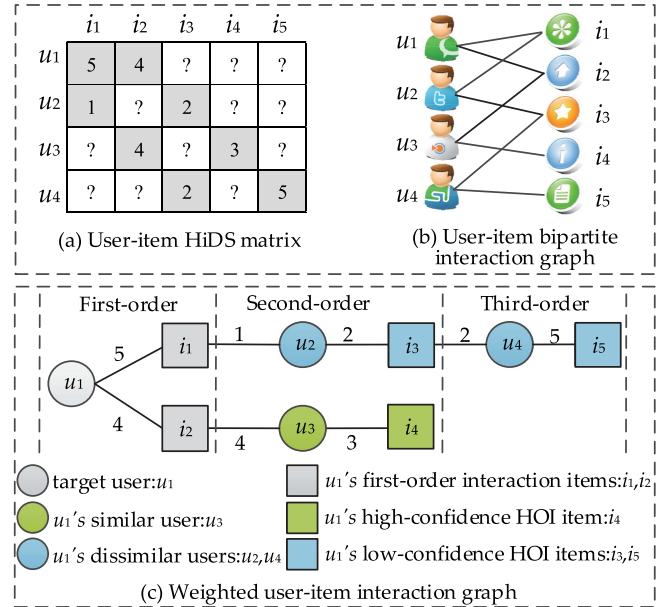 i1 i2 i3 i4 i5
u1 5 4 ? ? ?
u2 1 ? 2 ? ?
u3 ? 4 ? 3 ?
u4 ? ? 2 ? 5
(a) User-item HiDS matrix
u1 i1
u2 i2
u3 i3
u4 i4
i5
(b) User-item bipartite
interaction graph
First-order Second-order Third-order
5 i1 1 u2 2 i3 2 u4 5 i5
u1
4 i2 4 u3 3 i4
target user:u1
u1's first-order interaction items:i1,i2
u1's similar user:u3
u1's high-confidence HOI item:i4
u1's dissimilar users:u2,u4
u1's low-confidence HOI items:i3,i5
(c) Weighted user-item interaction graph